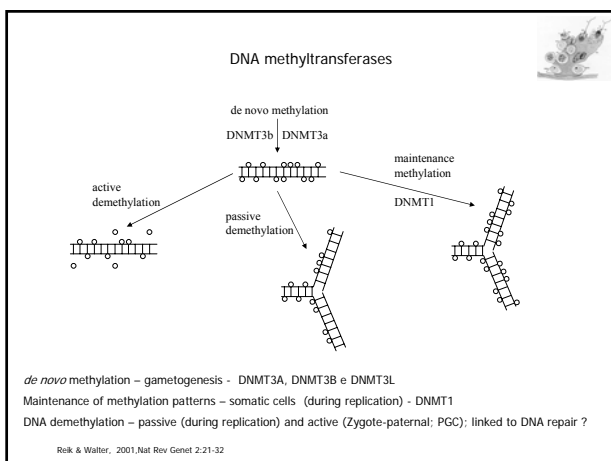 DNA methyltransferases
de novo methylation
DNMT3b DNMT3a
maintenance
methylation
active
demethylation
DNMT1
passive
demethylation
de novo methylation – gametogenesis - DNMT3A, DNMT3B e DNMT3L
Maintenance of methylation patterns – somatic cells (during replication) - DNMT1
DNA demethylation – passive (during replication) and active (Zygote-paternal; PGC); linked to DNA repair ?
Reik & Walter, 2001,Nat Rev Genet 2:21-32